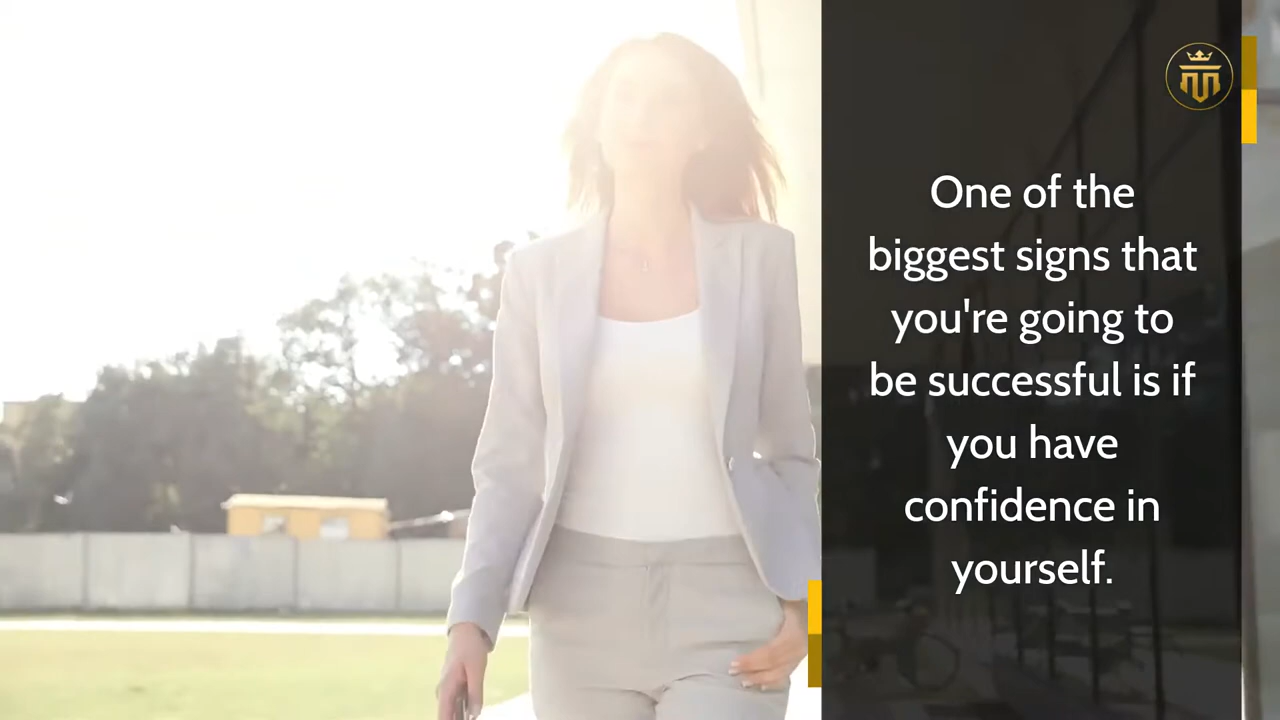 One of the
biggest signs that
you're going to
be successful is if
you have
confidence in
yourself.